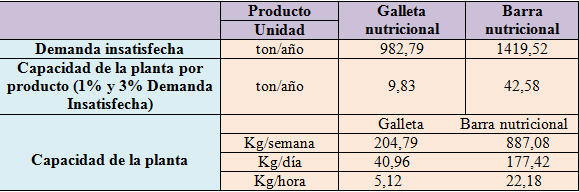 Producto Galleta nutricional Barra nutricional
Unidad
Demanda insatisfecha ton/año 982,79 1419,52
Capacidad de la planta por
producto (1% y 3% Demanda
Insatisfecha) ton/año 9,83 42,58
Galleta Barra nutricional
Capacidad de la planta Kg/semana 204,79 887,08
Kg/día 40,96 177,42
Kg/hora 5,12 22,18